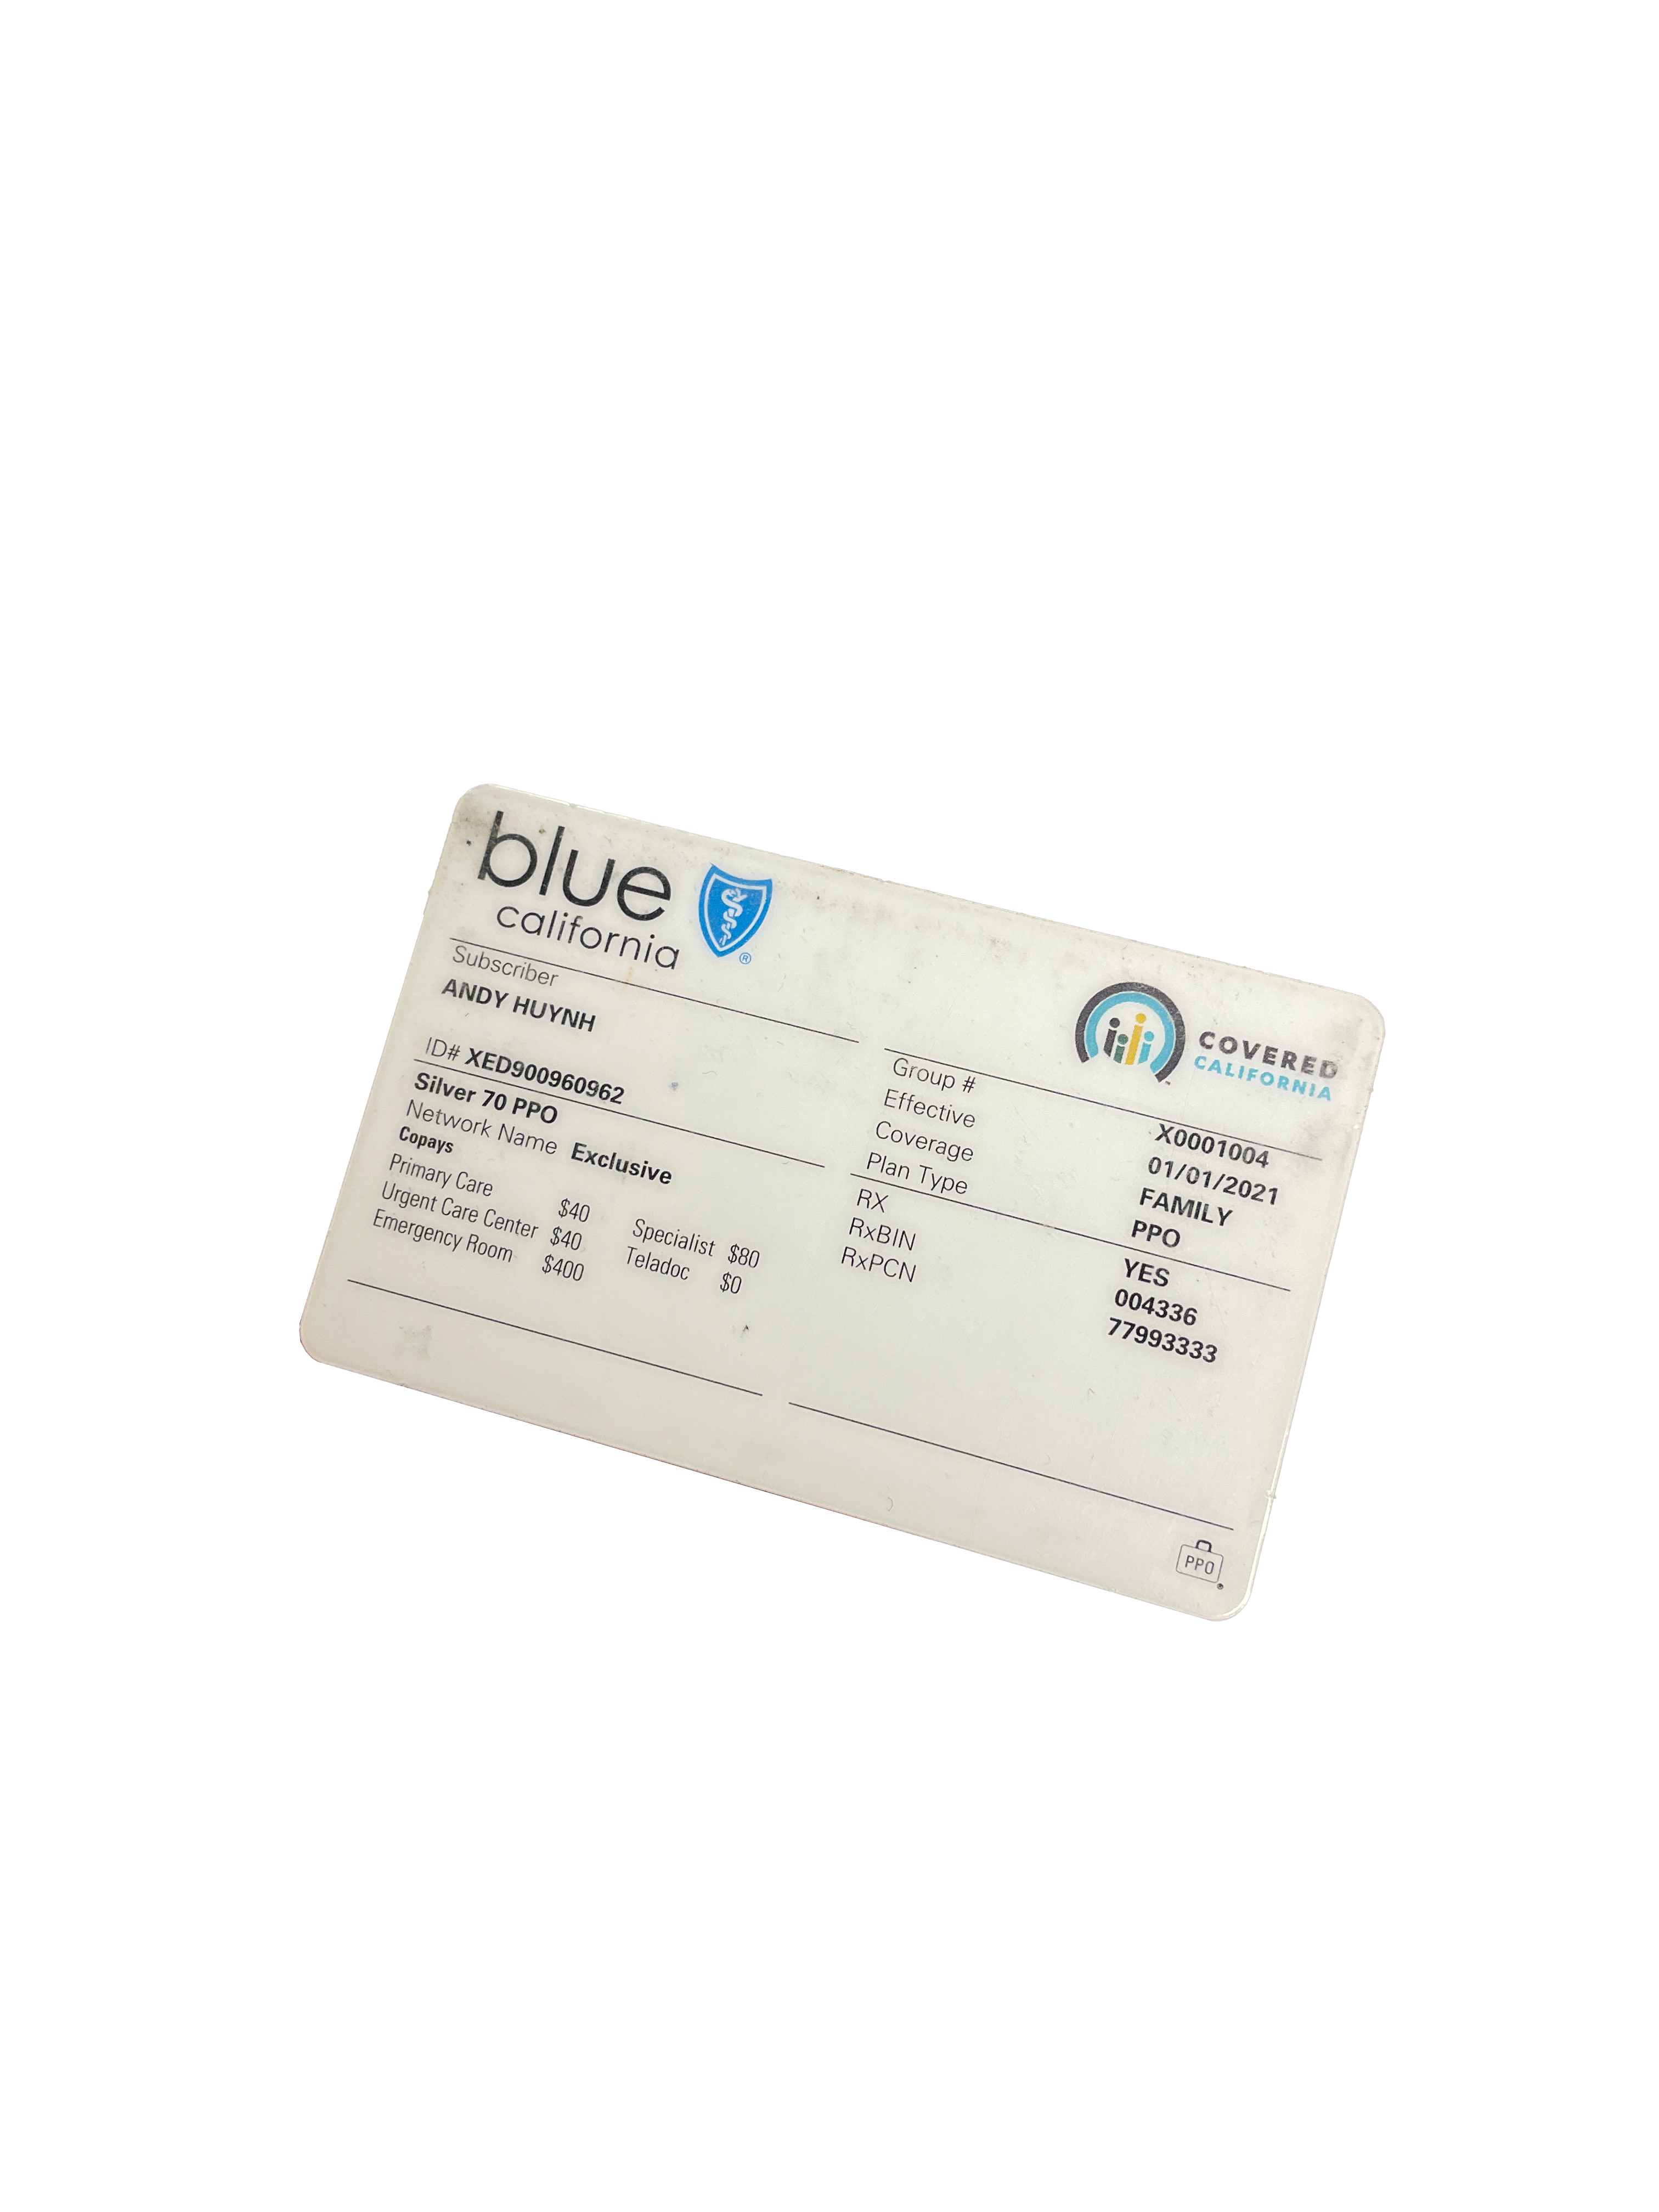 blue
california
®
COVERED
CALIFORNIA
Subscriber
ANDY HUYNH
ID# XED900960962
Silver 70 PPO
Network Name Exclusive
Copays
Primary Care $40
Urgent Care Center $40
Emergency Room $400
Specialist $80
Teladoc $0
Group # X0001004
Effective 01/01/2021
Coverage FAMILY
Plan Type PPO
RX YES
RxBIN 004336
RxPCN 77993333
PPO